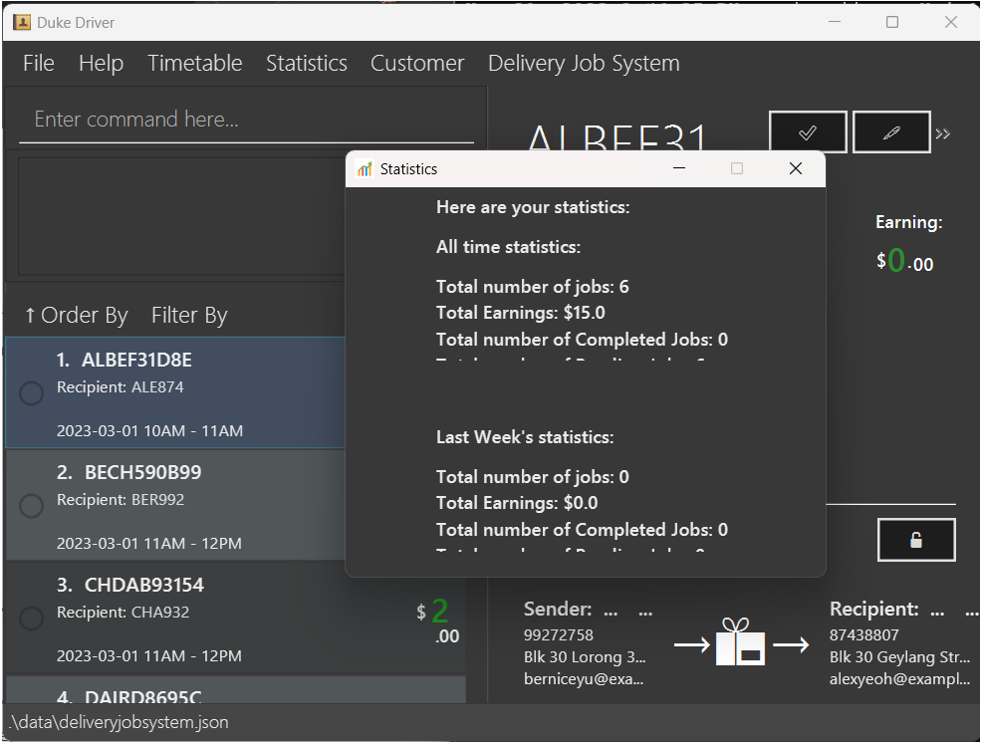 Duke Driver
File Help Timetable Statistics Customer Delivery Job System
Enter command here...
ALBEF31
Earning:
$0.00
↑ Order By Filter By
1. ALBEF31D8E
Recipient: ALE874
2023-03-01 10AM - 11AM
2. BECH590B99
Recipient: BER992
2023-03-01 11AM - 12PM
3. CHDAB93154
Recipient: CHA932
$2.00
2023-03-01 11AM - 12PM
4. DAIRD8695C
Statistics
Here are your statistics:
All time statistics:
Total number of jobs: 6
Total Earnings: $15.0
Total number of Completed Jobs: 0
Last Week's statistics:
Total number of jobs: 0
Total Earnings: $0.0
Total number of Completed Jobs: 0
Sender: ... ...
99272758
Blk 30 Lorong 3...
berniceyu@exa...
Recipient: ... ...
87438807
Blk 30 Geylang Str...
alexyeoh@exampl...
.\data\deliveryjobsystem.json